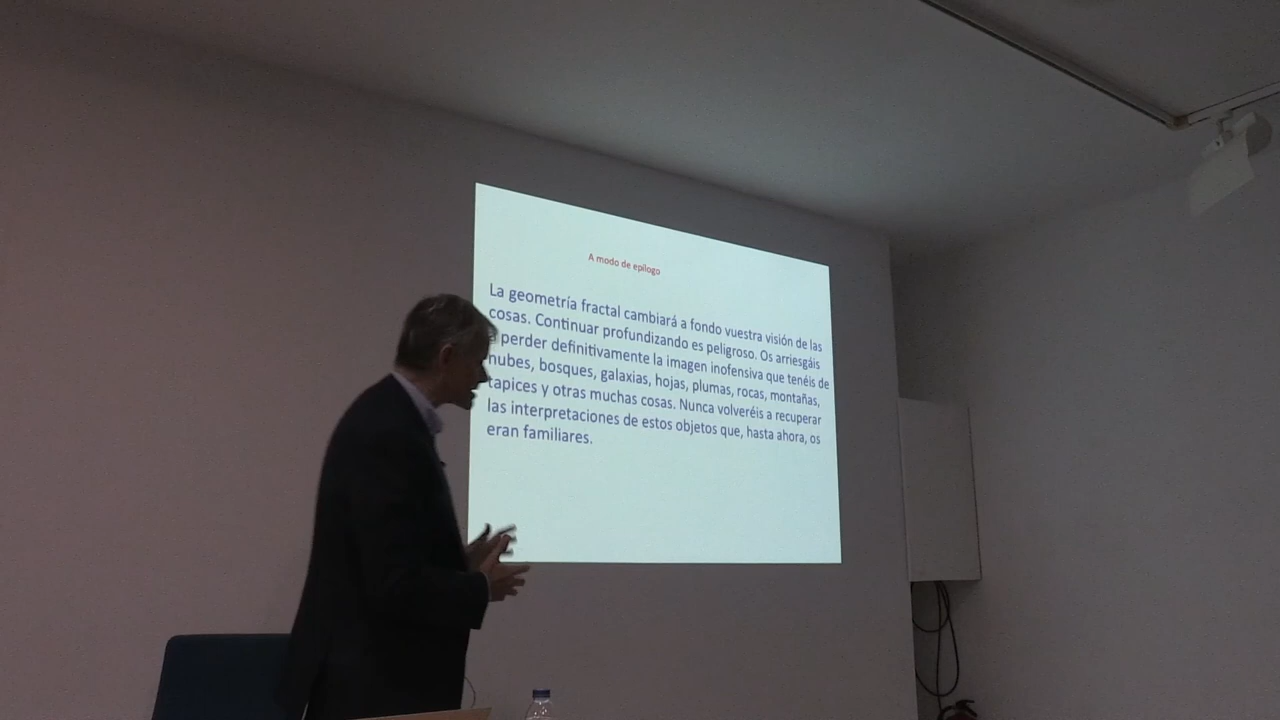 A modo de epílogo
La geometría fractal cambiará a fondo vuestra visión de las
cosas. Continuar profundizando es peligroso. Os arriesgáis
a perder definitivamente la imagen inofensiva que tenéis de
nubes, bosques, galaxias, hojas, plumas, rocas, montañas,
tapices y otras muchas cosas. Nunca volveréis a recuperar
las interpretaciones de estos objetos que, hasta ahora, os
eran familiares.